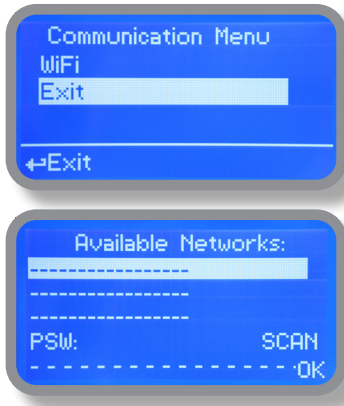 Communication Menu
WiFi
Exit
↵Exit
Available Networks:
-----------------
-----------------
-----------------
PSW: SCAN
- - - - - - - - - - - - - - - - -OK